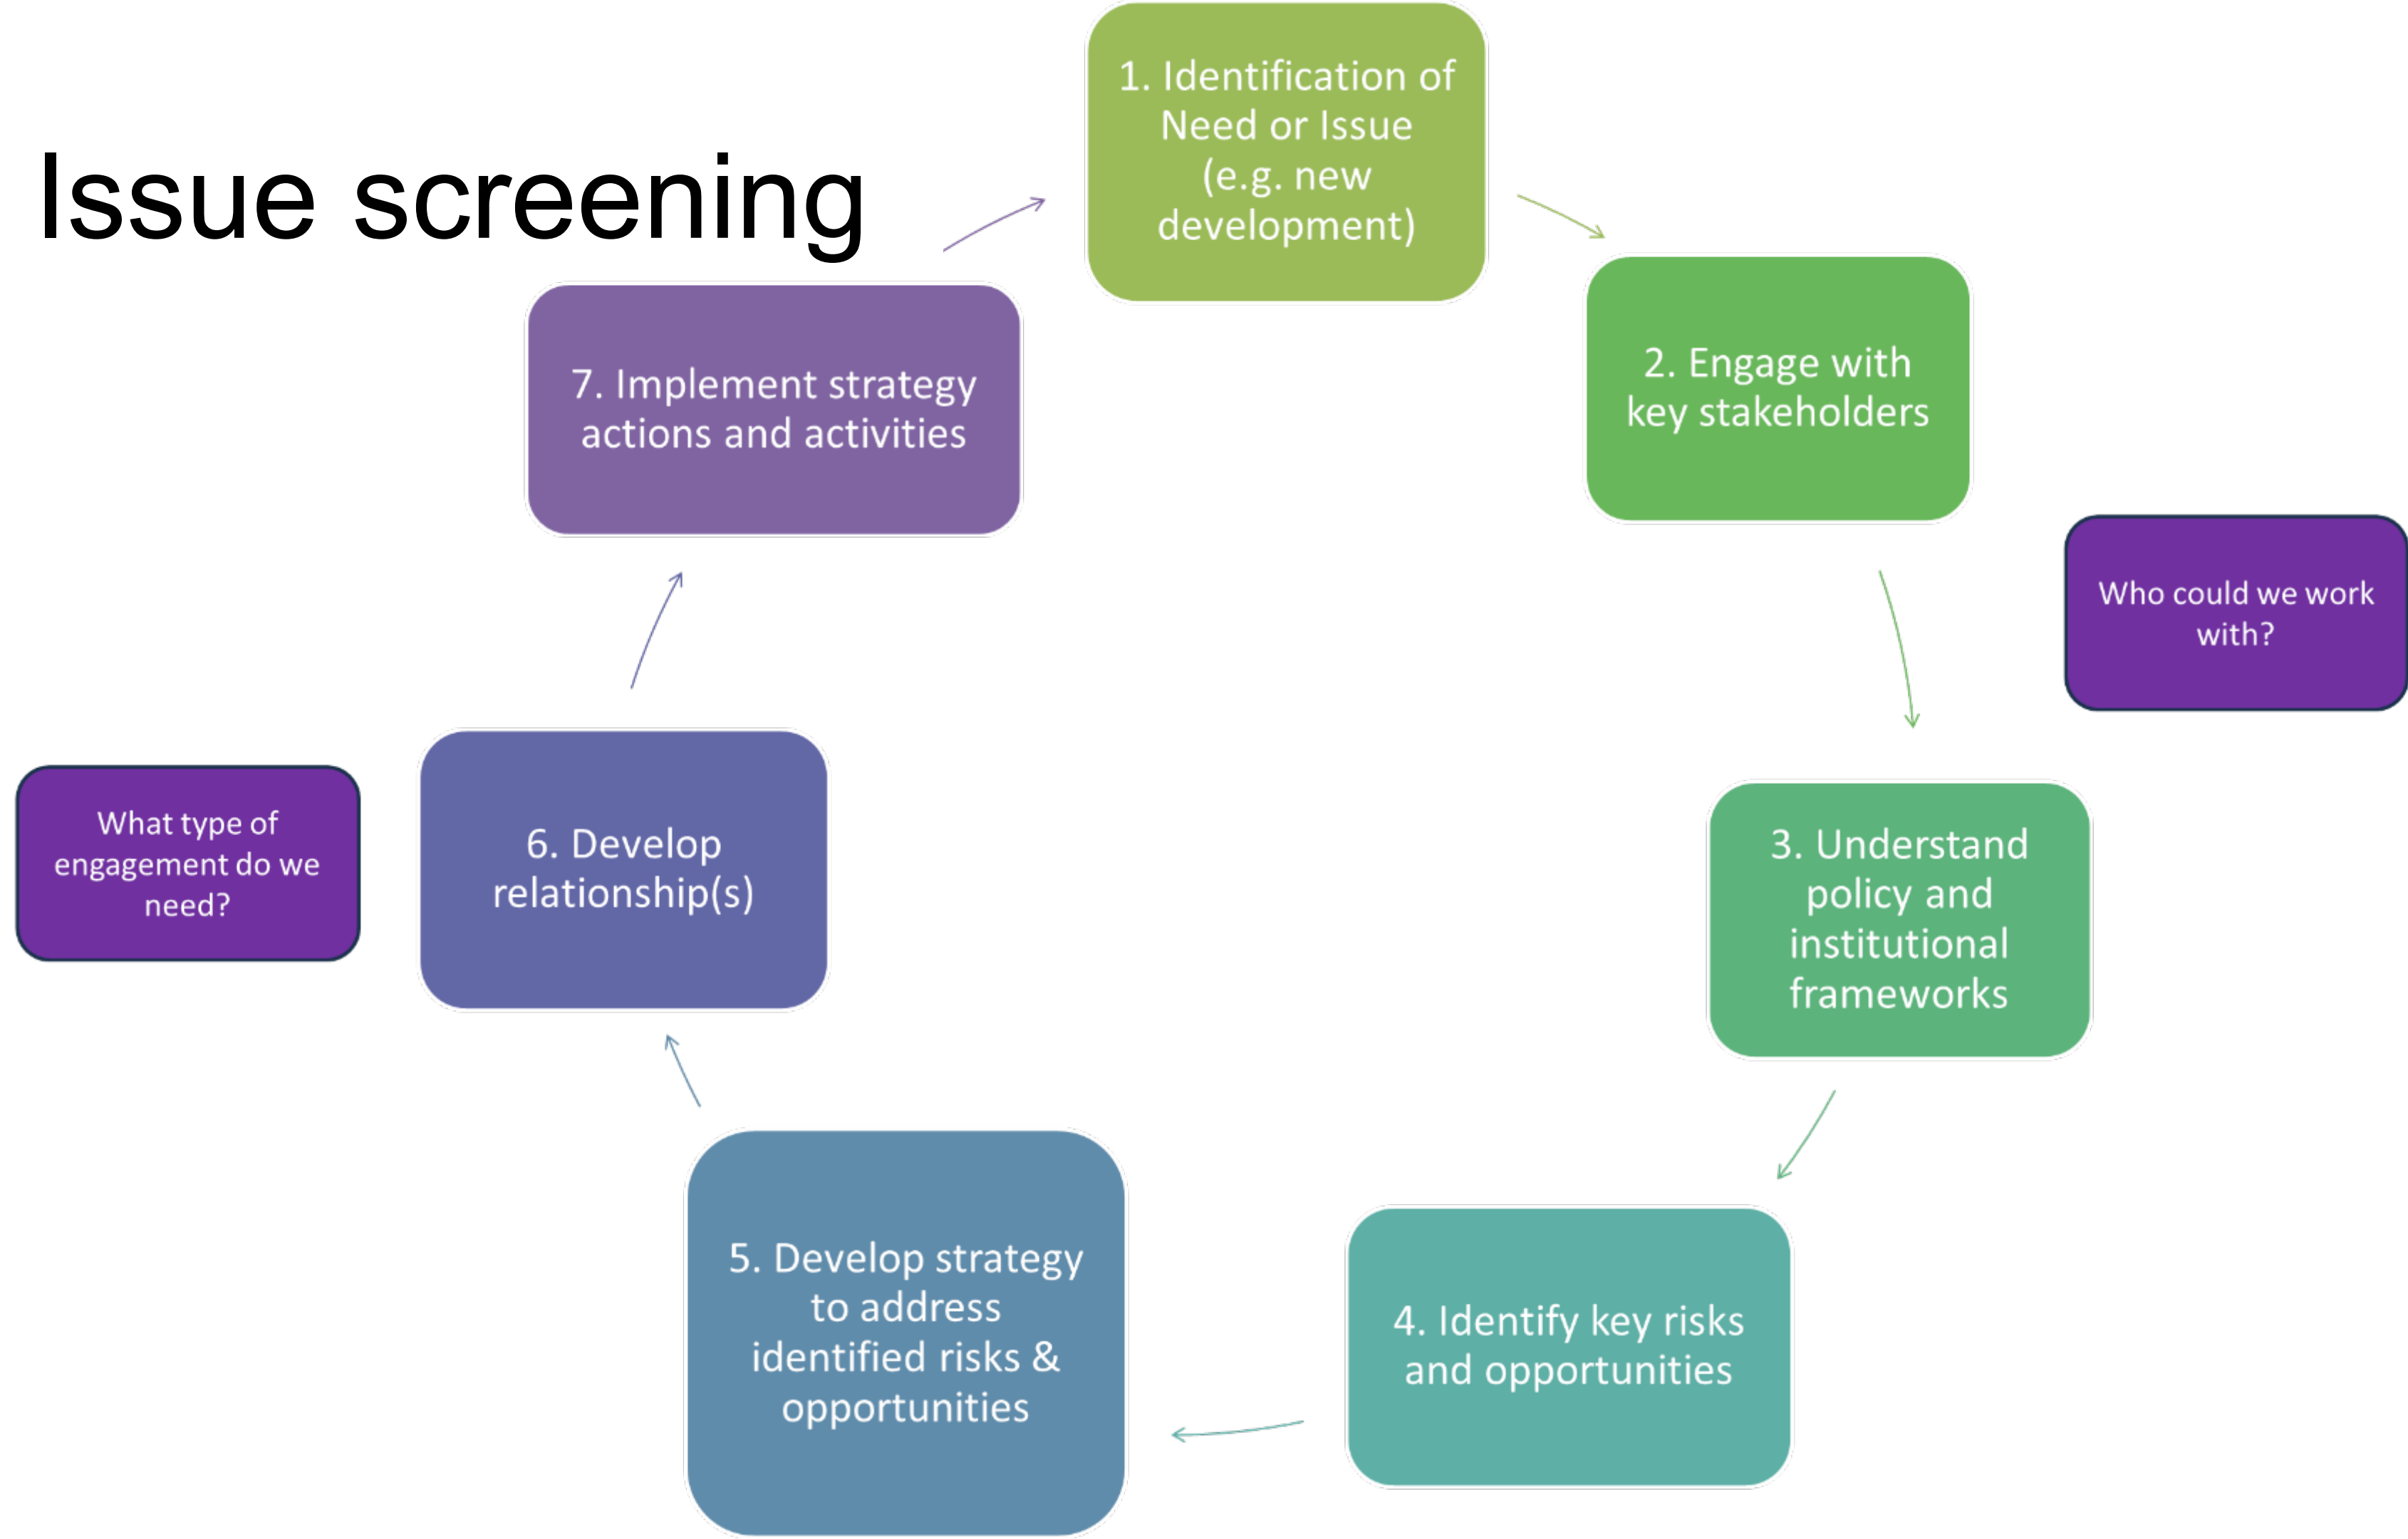 Issue screening
1. Identification of
Need or Issue
(e.g. new
development)
2. Engage with
key stakeholders
Who could we work
with?
3. Understand
policy and
institutional
frameworks
4. Identify key risks
and opportunities
5. Develop strategy
to address
identified risks &
opportunities
6. Develop
relationship(s)
What type of
engagement do we
need?
7. Implement strategy
actions and activities